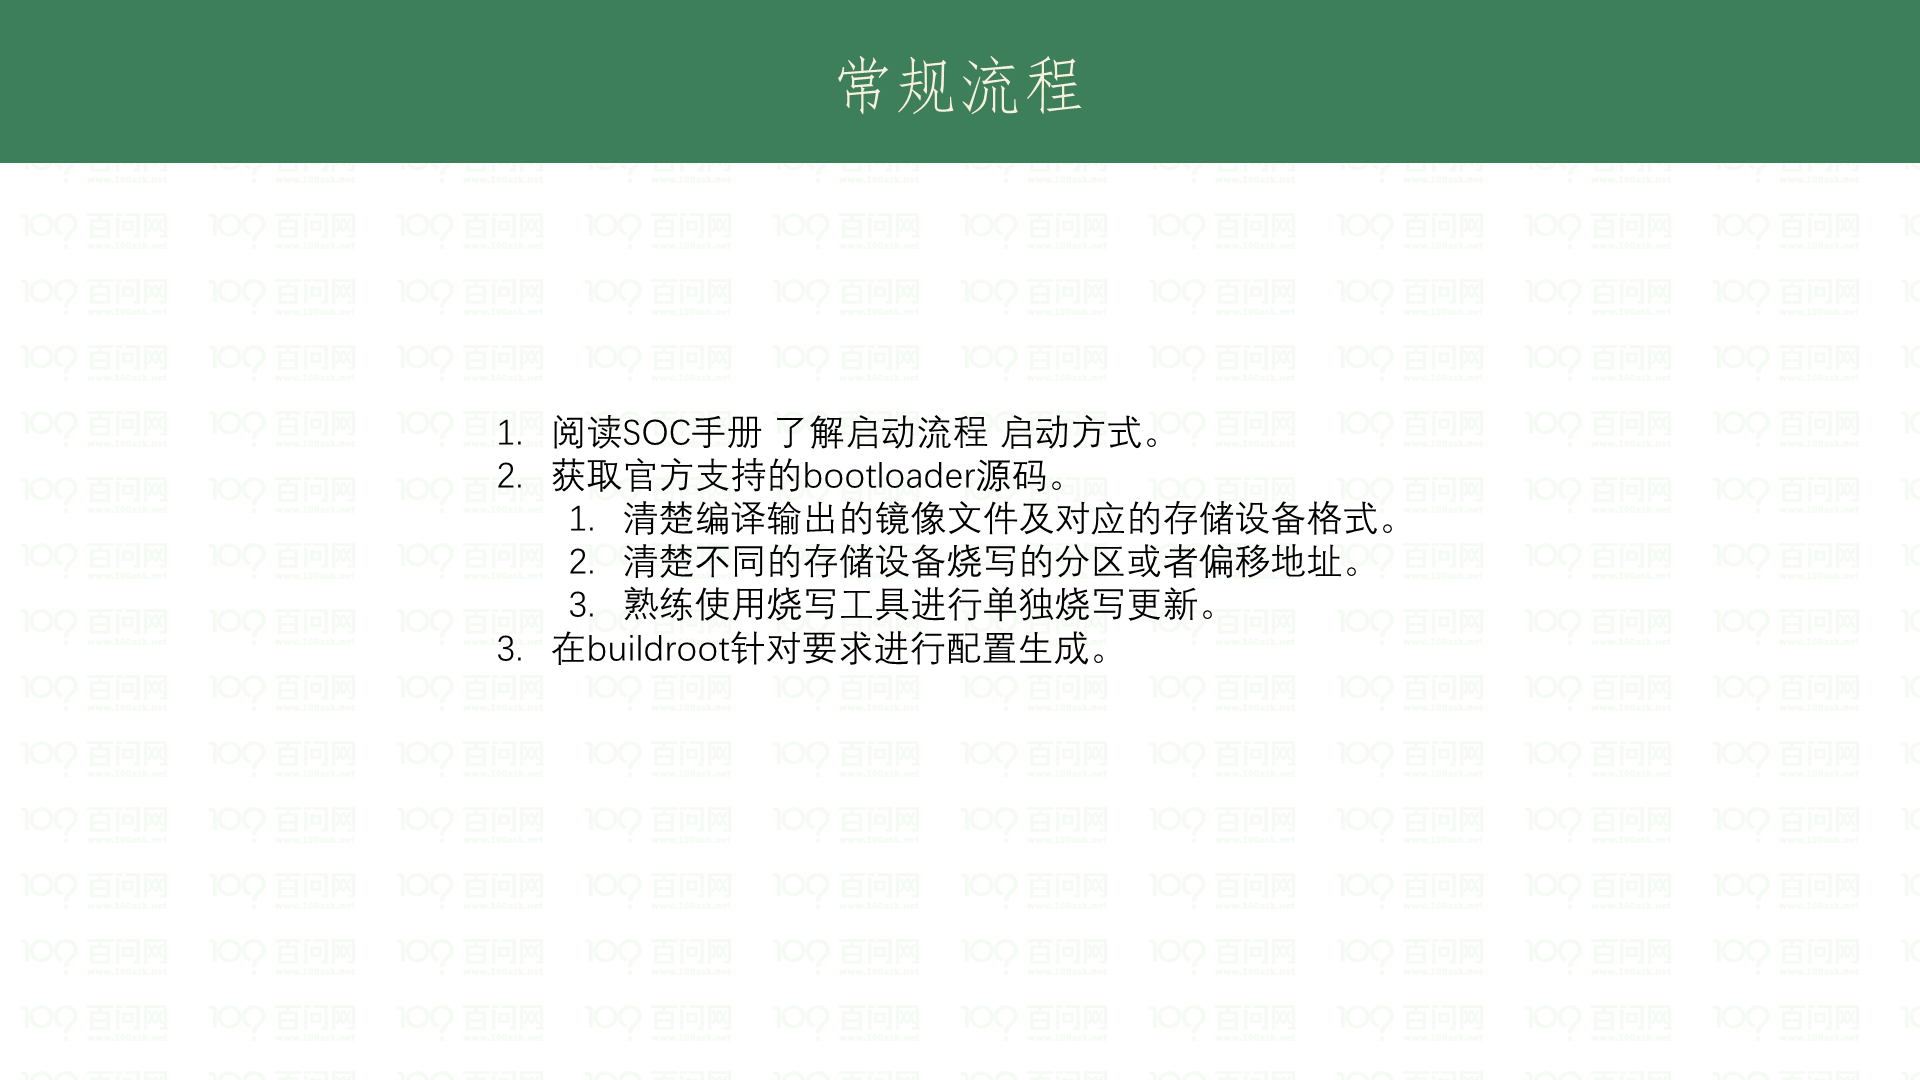 常规流程
1. 阅读SOC手册 了解启动流程 启动方式。
2. 获取官方支持的bootloader源码。
1. 清楚编译输出的镜像文件及对应的存储设备格式。
2. 清楚不同的存储设备烧写的分区或者偏移地址。
3. 熟练使用烧写工具进行单独烧写更新。
3. 在buildroot针对要求进行配置生成。
百问网
www.100ask.net